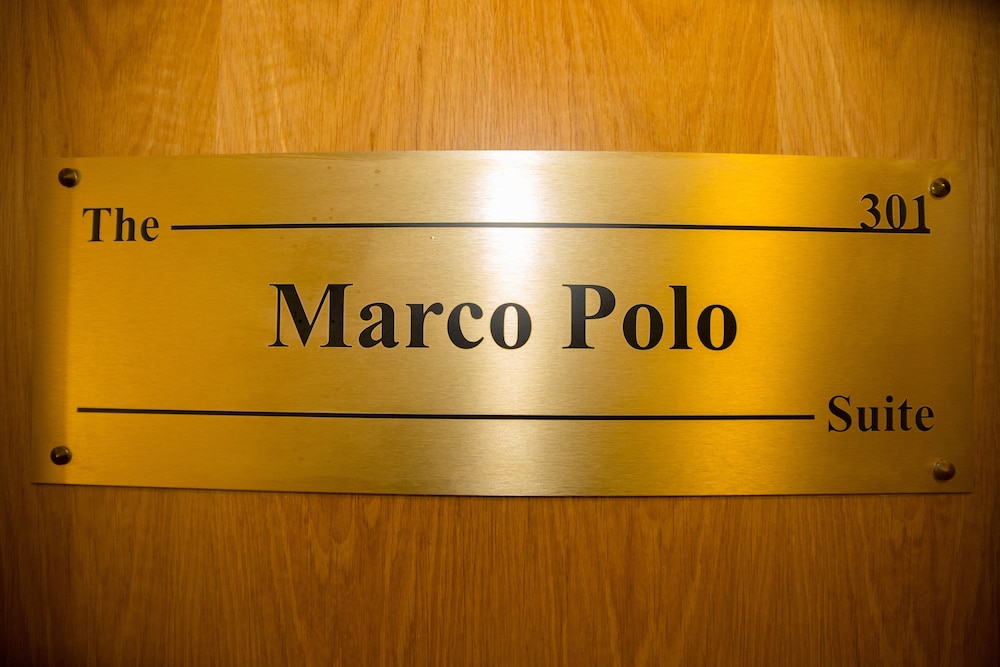 The 301
Marco Polo
Suite